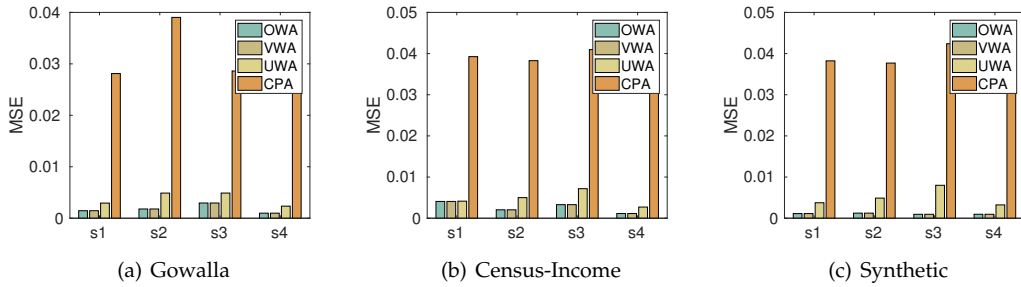 MSE
0.04
0.03
0.02
0.01
0
OWA
VWA
UWA
CPA
s1 s2 s3 s4
(a) Gowalla
MSE
0.05
0.04
0.03
0.02
0.01
0
OWA
VWA
UWA
CPA
s1 s2 s3 s4
(b) Census-Income
MSE
0.05
0.04
0.03
0.02
0.01
0
OWA
VWA
UWA
CPA
s1 s2 s3 s4
(c) Synthetic